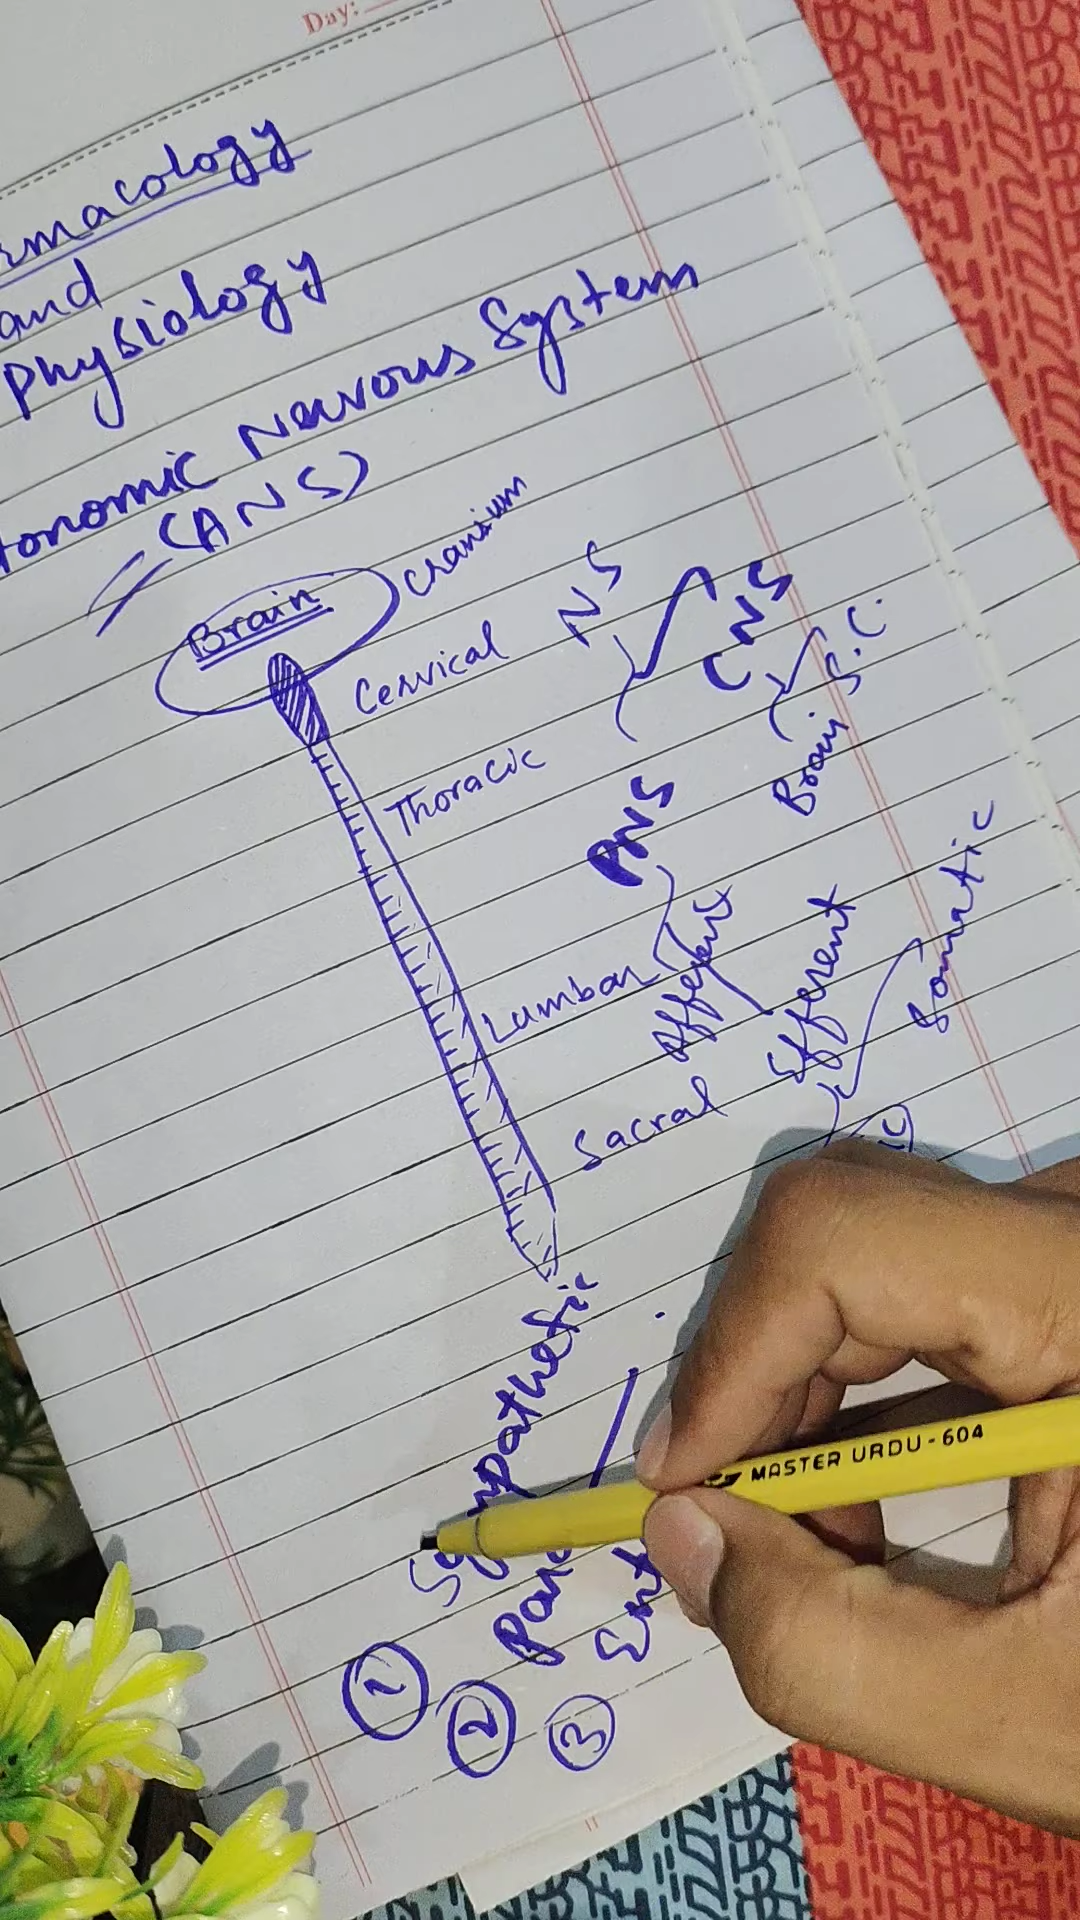 Day:
rmacology
and
Physiology
tonomic Nervous System
(ANS)
Brain
Cranium
Cervical
Thoracic
Lumbar
Sacral
NS
CNS
Brain
S.C.
PNS
Afferent
Efferent
Somatic
ic
1 Sympathetic
2 Para
3 Ent
MASTER URDU-604